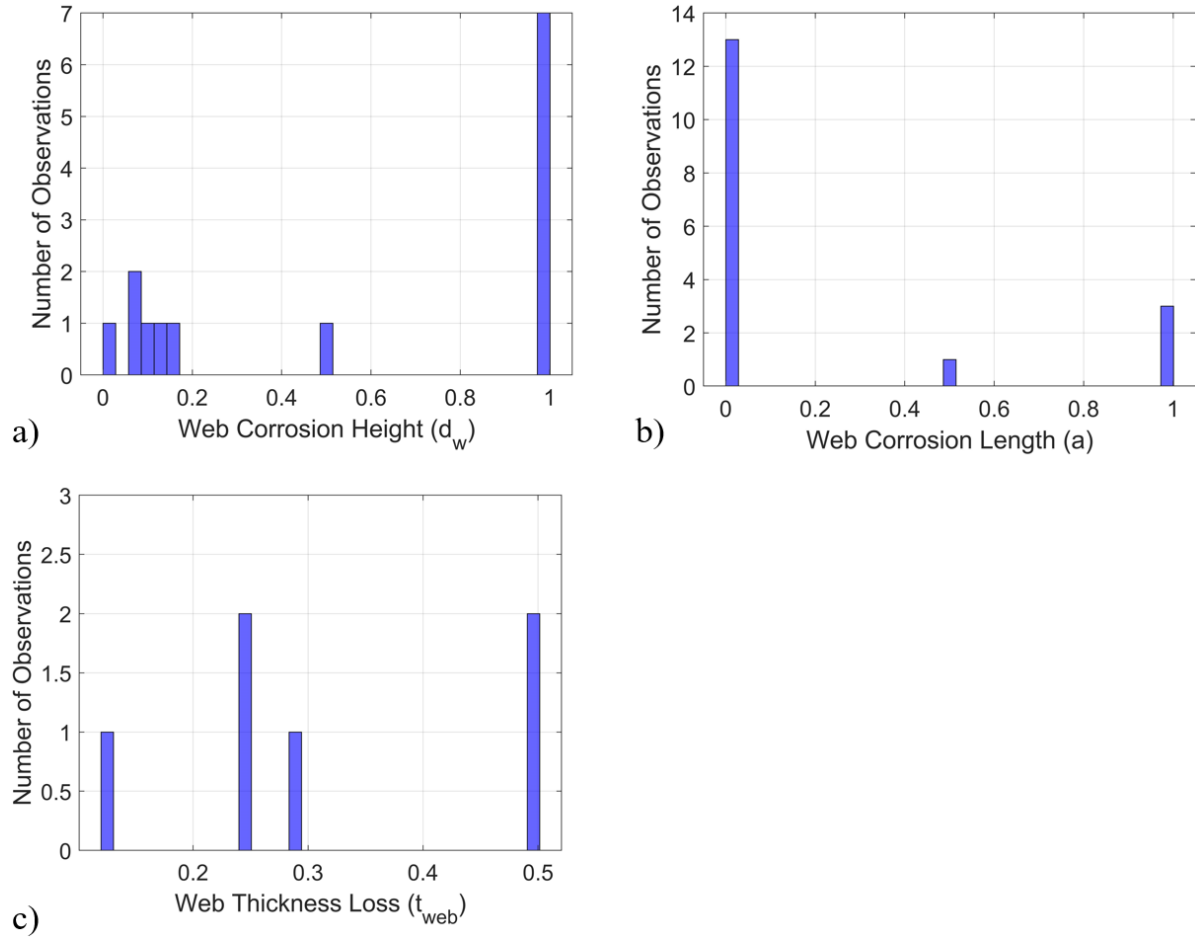 7
6
5
4
3
2
1
0
Number of Observations
0 0.2 0.4 0.6 0.8 1
Web Corrosion Height (d_w)
a)
14
12
10
8
6
4
2
0
Number of Observations
0 0.2 0.4 0.6 0.8 1
Web Corrosion Length (a)
b)
3
2.5
2
1.5
1
0.5
0
Number of Observations
0.2 0.3 0.4 0.5
Web Thickness Loss (t_web)
c)